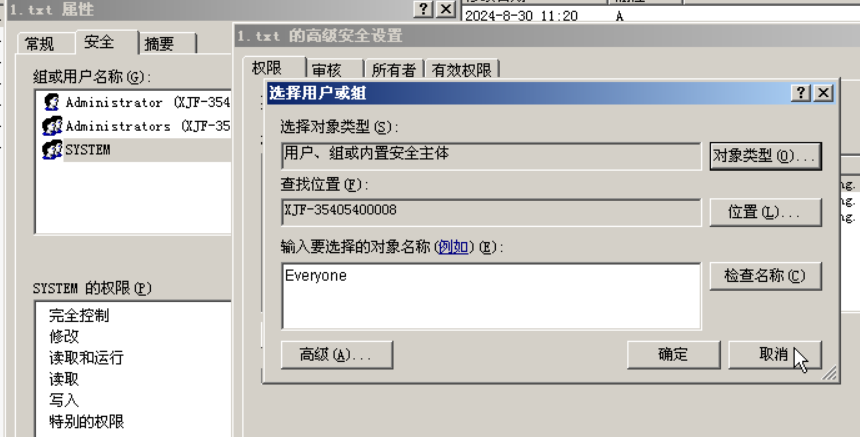 1.txt 属性
2024-8-30 11:20 A
常规 安全 摘要
组或用户名称(G):
Administrator (XJF-354
Administrators (XJF-35
SYSTEM
SYSTEM 的权限(P)
完全控制
修改
读取和运行
读取
写入
特别的权限
1.txt 的高级安全设置
权限 审核 所有者 有效权限
选择用户或组
选择对象类型(S):
用户、组或内置安全主体
对象类型(O)...
查找位置(F):
XJF-35405400008
位置(L)...
输入要选择的对象名称(例如)(E):
Everyone
检查名称(C)
高级(A)...
确定
取消
ng.
ng.
ng.